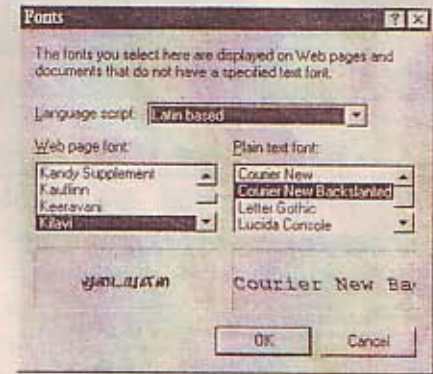 Fonts
The fonts you select here are displayed on Web pages and
documents that do not have a specified text font.
Language script: Latin based
Web page font:
Plain text font:
Kandy Supplement
Kauflinn
Keeravani
Kilavi
Courier New
Courier New Backslanted
Letter Gothic
Lucida Console
Courier New Ba
OK
Cancel